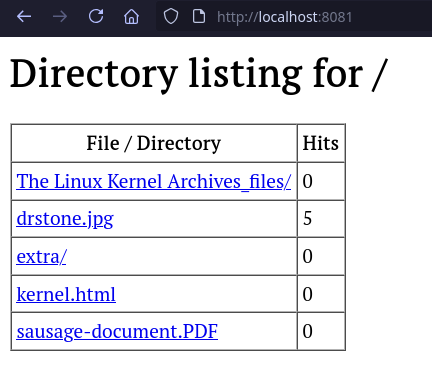 http://localhost:8081
Directory listing for /
File / Directory Hits
The Linux Kernel Archives_files/ 0
drstone.jpg 5
extra/ 0
kernel.html 0
sausage-document.PDF 0